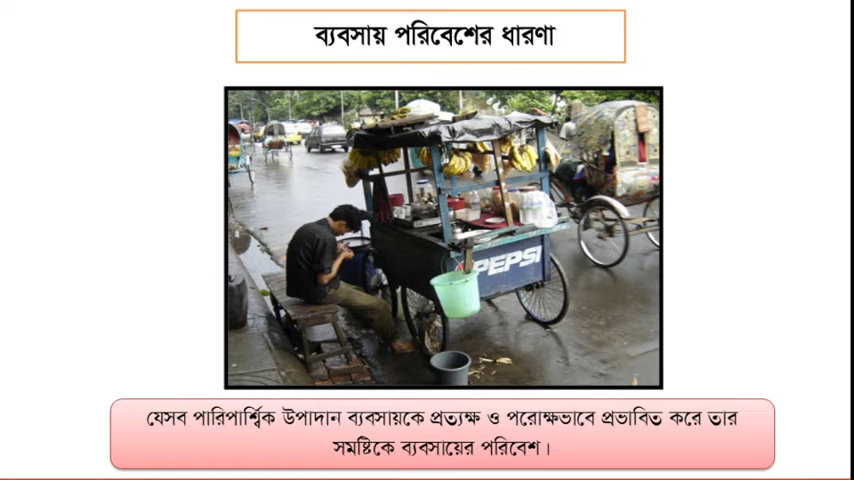 ব্যবসায় পরিবেশের ধারণা
PEPSI
যেসব পারিপার্শ্বিক উপাদান ব্যবসায়কে প্রত্যক্ষ ও পরোক্ষভাবে প্রভাবিত করে তার
সমষ্টিকে ব্যবসায়ের পরিবেশ।